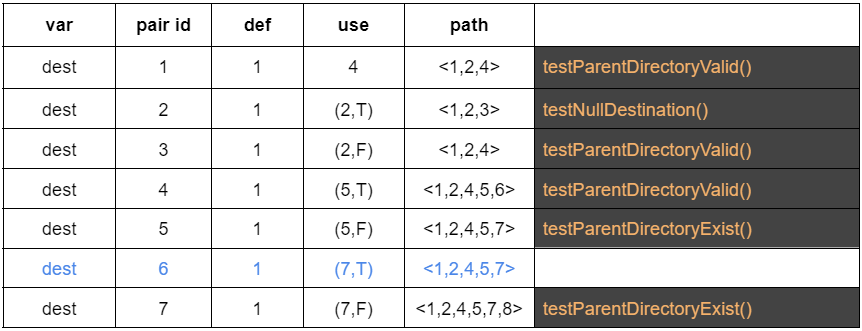 var pair id def use path
dest 1 1 4 <1,2,4> testParentDirectoryValid()
dest 2 1 (2,T) <1,2,3> testNullDestination()
dest 3 1 (2,F) <1,2,4> testParentDirectoryValid()
dest 4 1 (5,T) <1,2,4,5,6> testParentDirectoryValid()
dest 5 1 (5,F) <1,2,4,5,7> testParentDirectoryExist()
dest 6 1 (7,T) <1,2,4,5,7>
dest 7 1 (7,F) <1,2,4,5,7,8> testParentDirectoryExist()